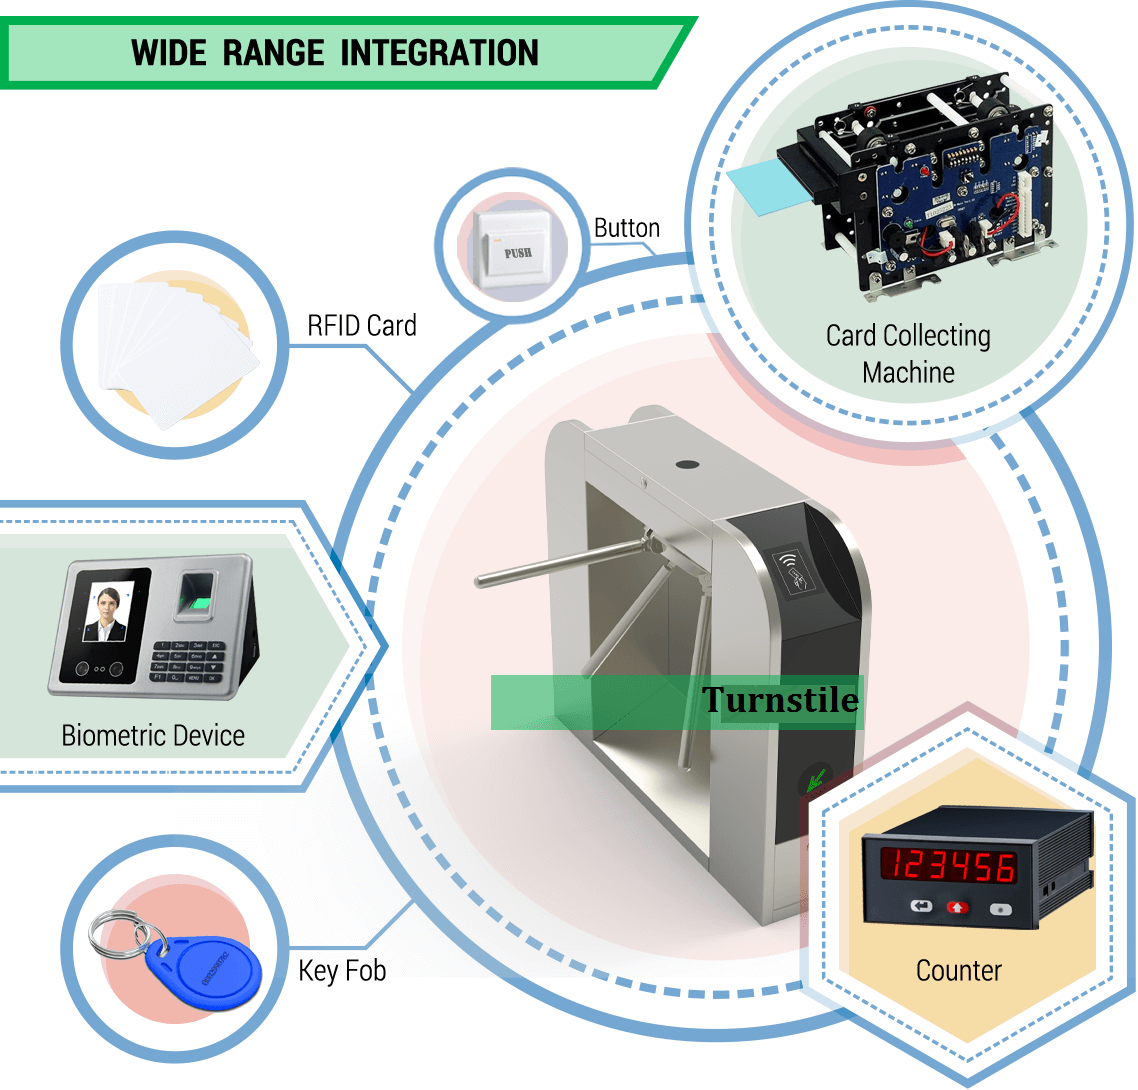 WIDE RANGE INTEGRATION
Button
PUSH
RFID Card
Card Collecting
Machine
Turnstile
Biometric Device
123456
Counter
Key Fob